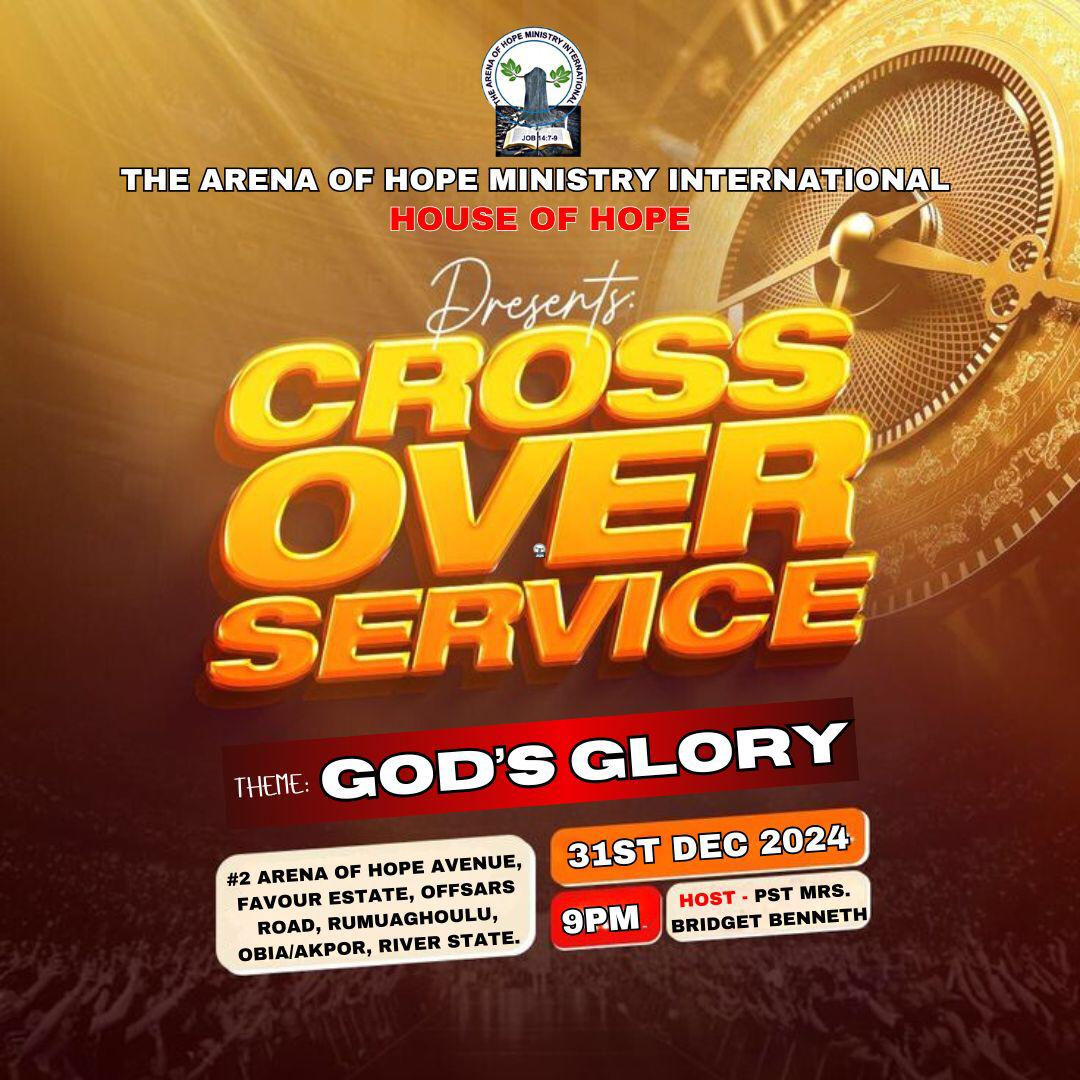 THE ARENA OF HOPE MINISTRY INTERNATIONAL
JOB 14:7-9
THE ARENA OF HOPE MINISTRY INTERNATIONAL
HOUSE OF HOPE
Presents:
CROSS
OVER
SERVICE
THEME: GOD'S GLORY
#2 ARENA OF HOPE AVENUE,
FAVOUR ESTATE, OFFSARS
ROAD, RUMUAGHOULU,
OBIA/AKPOR, RIVER STATE.
31ST DEC 2024
9PM
HOST - PST MRS.
BRIDGET BENNETH